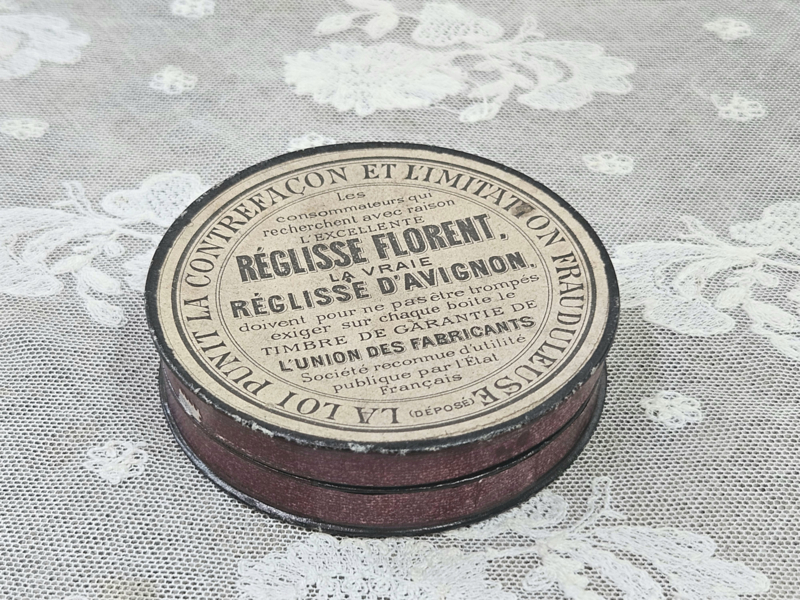 LA LOI PUNIT LA CONTREFAÇON ET L'IMITATION FRAUDULEUSE
(DÉPOSÉ)
Les
consommateurs qui
recherchent avec raison
L'EXCELLENTE
RÉGLISSE FLORENT,
LA VRAIE
RÉGLISSE D'AVIGNON,
doivent pour ne pas être trompés
exiger sur chaque boîte le
TIMBRE DE GARANTIE DE
L'UNION DES FABRICANTS
Société reconnue d'utilité
publique par l'État
Français